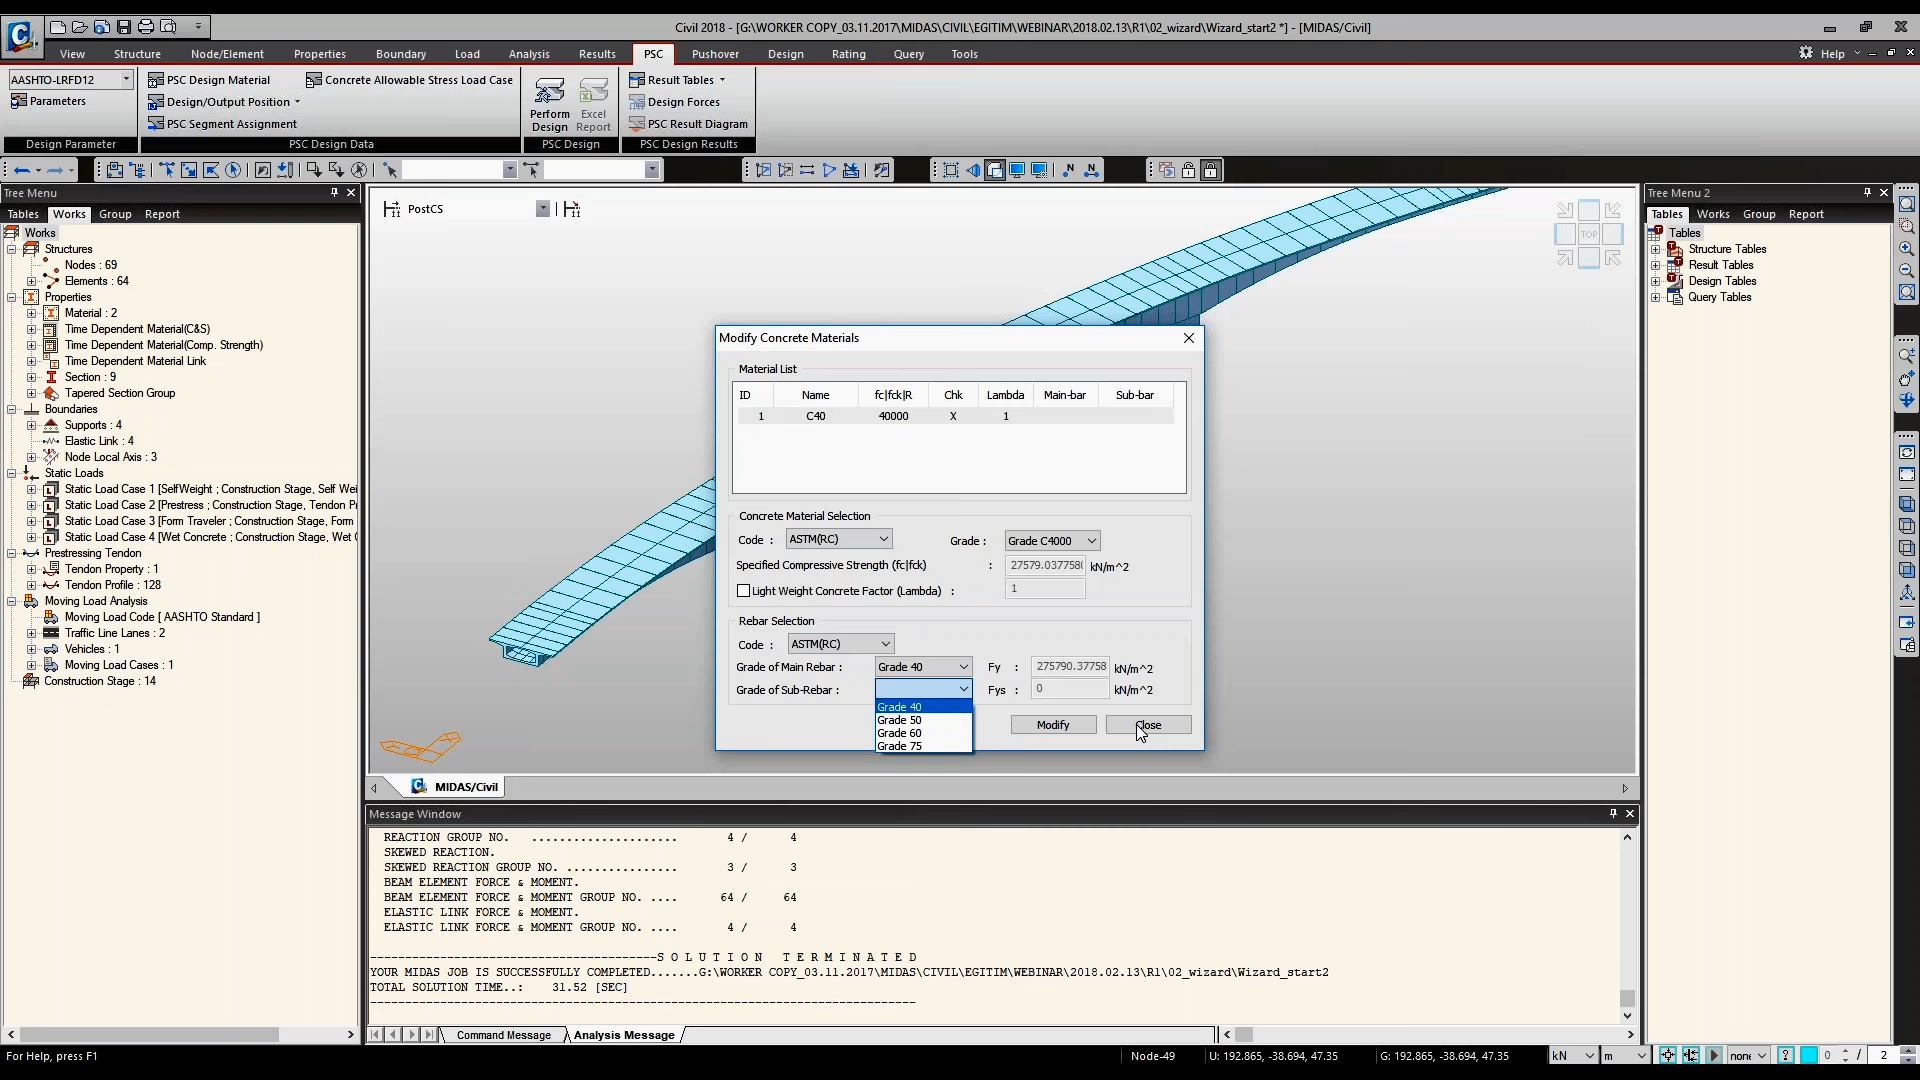 Civil 2018 - [G:\WORKER COPY_03.11.2017\MIDAS\CIVIL\EGITIM\WEBINAR\2018.02.13\R1\02_wizard\Wizard_start2 *] - [MIDAS/Civil]
View Structure Node/Element Properties Boundary Load Analysis Results PSC Pushover Design Rating Query Tools Help
AASHTO-LRFD12
Parameters
Design Parameter
PSC Design Material
Concrete Allowable Stress Load Case
Design/Output Position
PSC Segment Assignment
PSC Design Data
Perform Design
Excel Report
PSC Design
Result Tables
Design Forces
PSC Result Diagram
PSC Design Results
Tree Menu
Tables Works Group Report
Works
Structures
Nodes : 69
Elements : 64
Properties
Material : 2
Time Dependent Material(C&S)
Time Dependent Material(Comp. Strength)
Time Dependent Material Link
Section : 9
Tapered Section Group
Boundaries
Supports : 4
Elastic Link : 4
Node Local Axis : 3
Static Loads
Static Load Case 1 [SelfWeight ; Construction Stage, Self Wei
Static Load Case 2 [Prestress ; Construction Stage, Tendon Pr
Static Load Case 3 [Form Traveler ; Construction Stage, Form
Static Load Case 4 [Wet Concrete ; Construction Stage, Wet C
Prestressing Tendon
Tendon Property : 1
Tendon Profile : 128
Moving Load Analysis
Moving Load Code [ AASHTO Standard ]
Traffic Line Lanes : 2
Vehicles : 1
Moving Load Cases : 1
Construction Stage : 14
PostCS
TOP
Modify Concrete Materials
Material List
ID Name fc|fck|R Chk Lambda Main-bar Sub-bar
1 C40 40000 X 1
Concrete Material Selection
Code : ASTM(RC) Grade : Grade C4000
Specified Compressive Strength (fc|fck) : 27579.0377580 kN/m^2
Light Weight Concrete Factor (Lambda) : 1
Rebar Selection
Code : ASTM(RC)
Grade of Main Rebar : Grade 40 Fy : 275790.37758 kN/m^2
Grade of Sub-Rebar : Fys : 0 kN/m^2
Grade 40
Grade 50
Grade 60
Grade 75
Modify Close
MIDAS/Civil
Message Window
REACTION GROUP NO. ..................... 4 / 4
SKEWED REACTION.
SKEWED REACTION GROUP NO. ................ 3 / 3
BEAM ELEMENT FORCE & MOMENT.
BEAM ELEMENT FORCE & MOMENT GROUP NO. .... 64 / 64
ELASTIC LINK FORCE & MOMENT.
ELASTIC LINK FORCE & MOMENT GROUP NO. .... 4 / 4
S O L U T I O N T E R M I N A T E D
YOUR MIDAS JOB IS SUCCESSFULLY COMPLETED.......G:\WORKER COPY_03.11.2017\MIDAS\CIVIL\EGITIM\WEBINAR\2018.02.13\R1\02_wizard\Wizard_start2
TOTAL SOLUTION TIME..: 31.52 [SEC]
Command Message Analysis Message
Tree Menu 2
Tables Works Group Report
Tables
Structure Tables
Result Tables
Design Tables
Query Tables
For Help, press F1
Node-49 U: 192.865, -38.694, 47.35 G: 192.865, -38.694, 47.35 kN m none 0 / 2